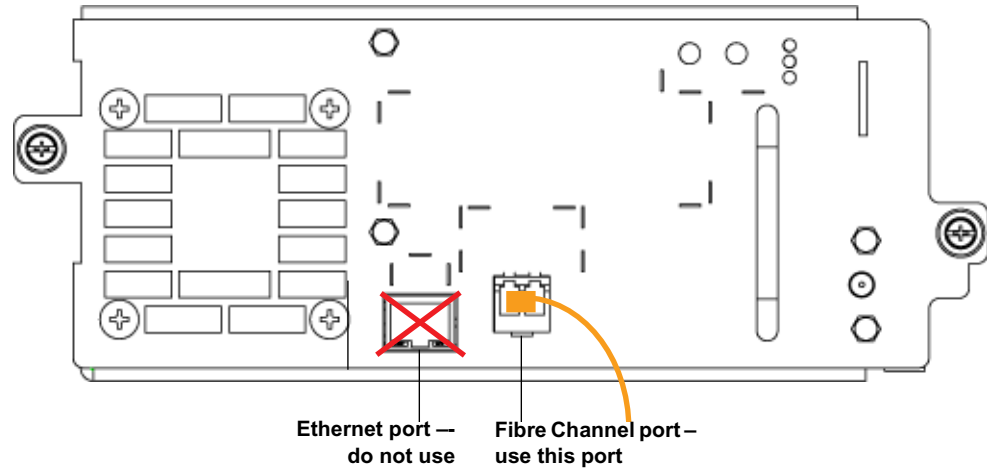 Ethernet port –-
do not use
Fibre Channel port –
use this port